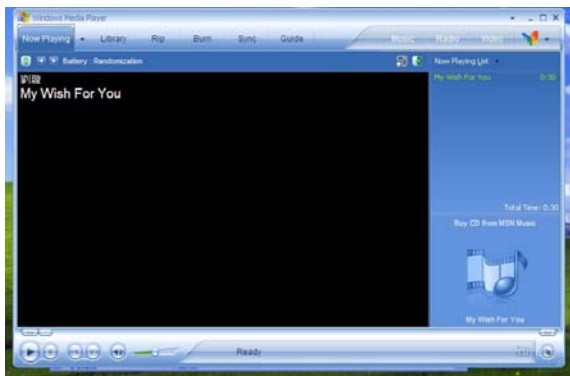 Windows Media Player
Now Playing Library Rip Burn Sync Guide Music Radio Video
Battery : Randomization
Now Playing List
My Wish For You
My Wish For You 0:30
Total Time: 0:30
Buy CD from MSN Music
My Wish For You
Ready